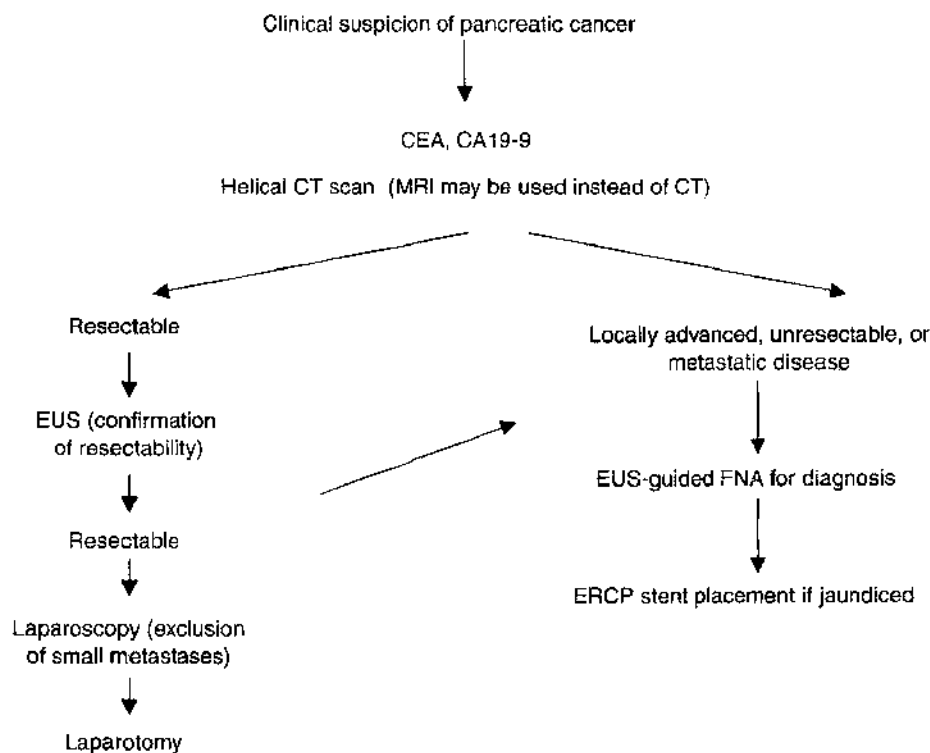 Clinical suspicion of pancreatic cancer
CEA, CA19-9
Helical CT scan (MRI may be used instead of CT)
Resectable
EUS (confirmation
of resectability)
Resectable
Laparoscopy (exclusion
of small metastases)
Laparotomy
Locally advanced, unresectable, or
metastatic disease
EUS-guided FNA for diagnosis
ERCP stent placement if jaundiced